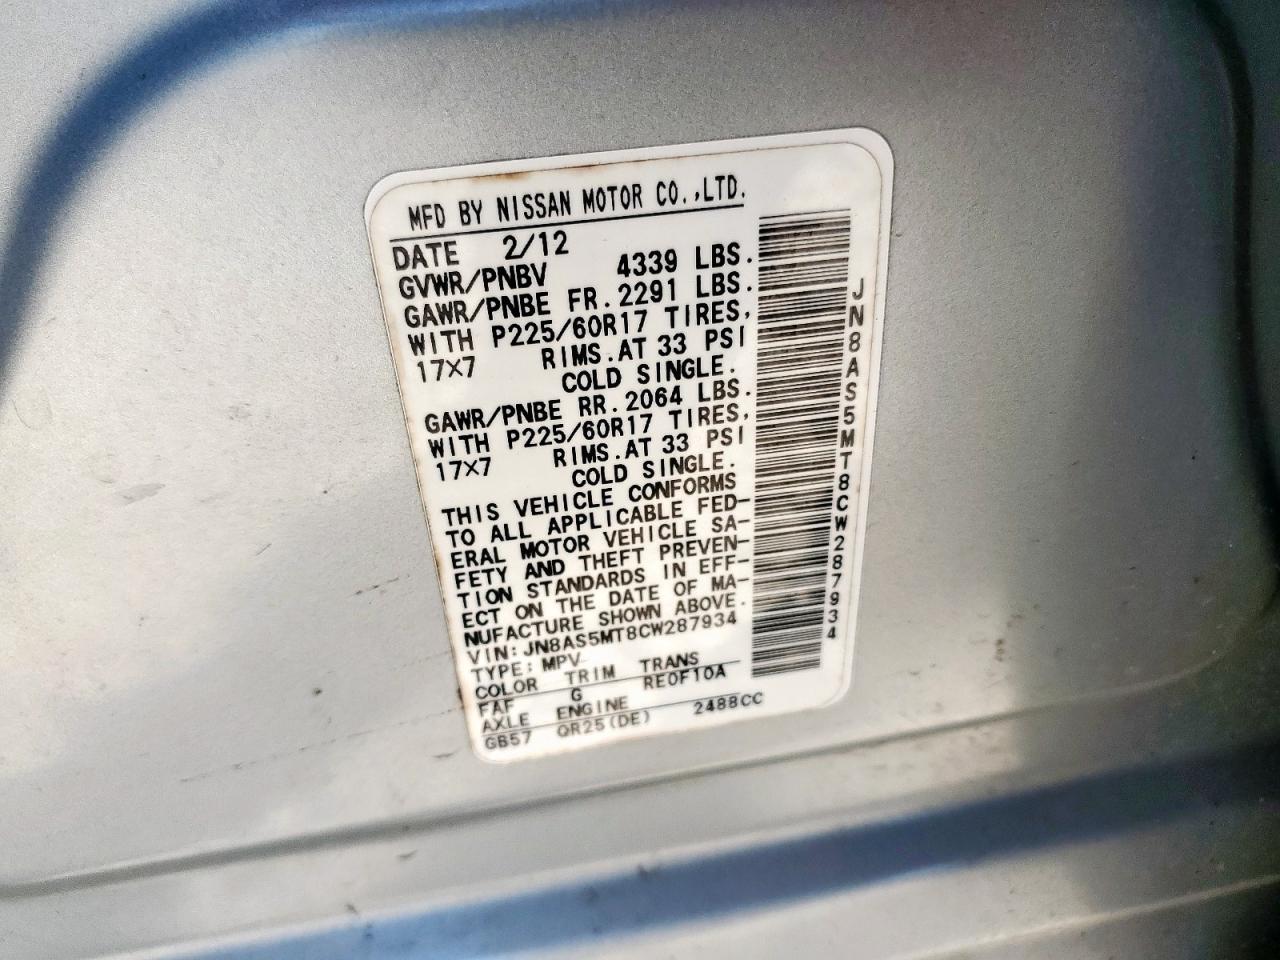 MFD BY NISSAN MOTOR CO.,LTD.
DATE 2/12
GVWR/PNBV 4339 LBS.
GAWR/PNBE FR.2291 LBS.
WITH P225/60R17 TIRES,
17X7 RIMS.AT 33 PSI
COLD SINGLE.
GAWR/PNBE RR.2064 LBS.
WITH P225/60R17 TIRES,
17X7 RIMS.AT 33 PSI
COLD SINGLE.
THIS VEHICLE CONFORMS
TO ALL APPLICABLE FED-
ERAL MOTOR VEHICLE SA-
FETY AND THEFT PREVEN-
TION STANDARDS IN EFF-
ECT ON THE DATE OF MA-
NUFACTURE SHOWN ABOVE.
VIN:JN8AS5MT8CW287934
TYPE:MPV
COLOR TRIM TRANS
FAF G RE0F10A
AXLE ENGINE
GB57 QR25(DE) 2488CC
JN8AS5MT8CW287934